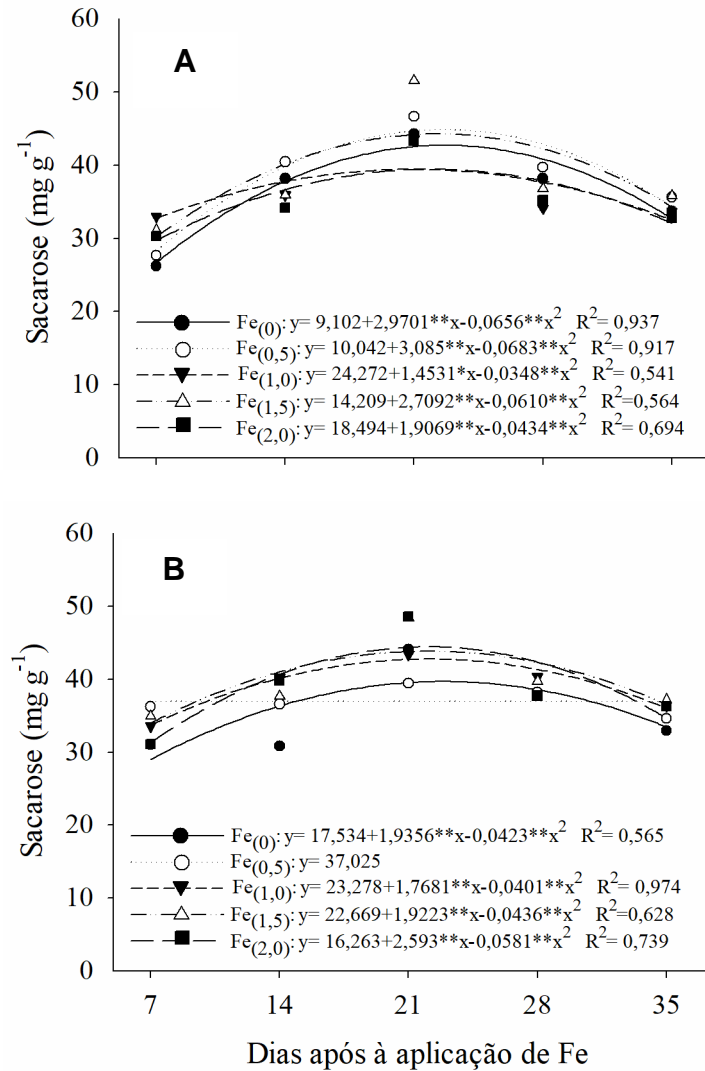 60
50
40
30
20
10
0
Sacarose (mg g⁻¹)
A
Fe(0): y= 9,102+2,9701**x-0,0656**x² R²= 0,937
Fe(0,5): y= 10,042+3,085**x-0,0683**x² R²= 0,917
Fe(1,0): y= 24,272+1,4531*x-0,0348**x² R²= 0,541
Fe(1,5): y= 14,209+2,7092**x-0,0610**x² R²= 0,564
Fe(2,0): y= 18,494+1,9069**x-0,0434**x² R²= 0,694
60
50
40
30
20
10
0
Sacarose (mg g⁻¹)
B
Fe(0): y= 17,534+1,9356**x-0,0423**x² R²= 0,565
Fe(0,5): y= 37,025
Fe(1,0): y= 23,278+1,7681**x-0,0401**x² R²= 0,974
Fe(1,5): y= 22,669+1,9223**x-0,0436**x² R²=0,628
Fe(2,0): y= 16,263+2,593**x-0,0581**x² R²= 0,739
7 14 21 28 35
Dias após à aplicação de Fe